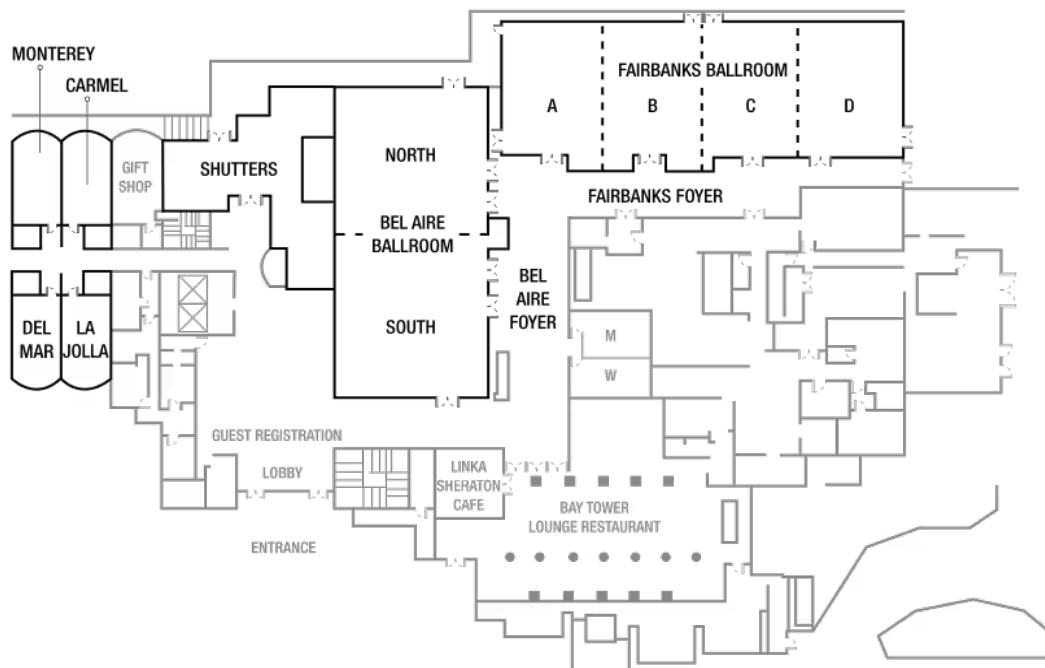 MONTEREY
CARMEL
GIFT
SHOP
SHUTTERS
NORTH
BEL AIRE
BALLROOM
SOUTH
FAIRBANKS BALLROOM
A
B
C
D
FAIRBANKS FOYER
BEL
AIRE
FOYER
DEL
MAR
LA
JOLLA
M
W
GUEST REGISTRATION
LOBBY
ENTRANCE
LINKA
SHERATON
CAFE
BAY TOWER
LOUNGE RESTAURANT